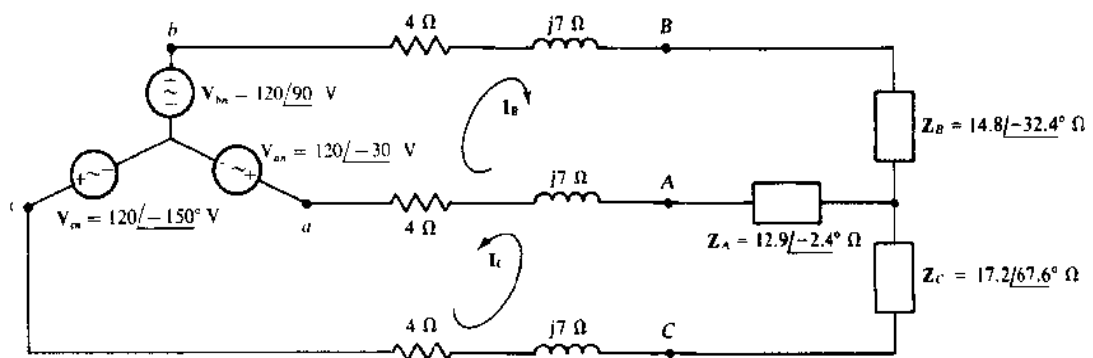 4 Ω
j7 Ω
b
B
V_bn = 120/90 V
I_B
Z_B = 14.8/−32.4° Ω
V_an = 120/−30 V
j7 Ω
A
c
V_cn = 120/−150° V
a
4 Ω
Z_A = 12.9/−2.4° Ω
I_C
Z_C = 17.2/67.6° Ω
4 Ω
j7 Ω
C